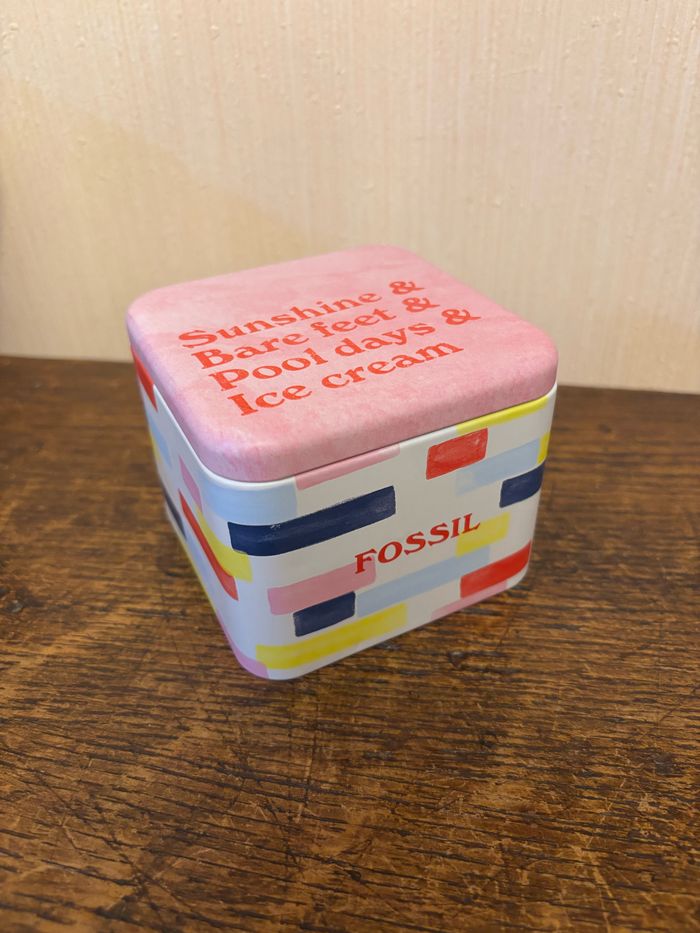 Sunshine &
Bare feet &
Pool days &
Ice cream
FOSSIL